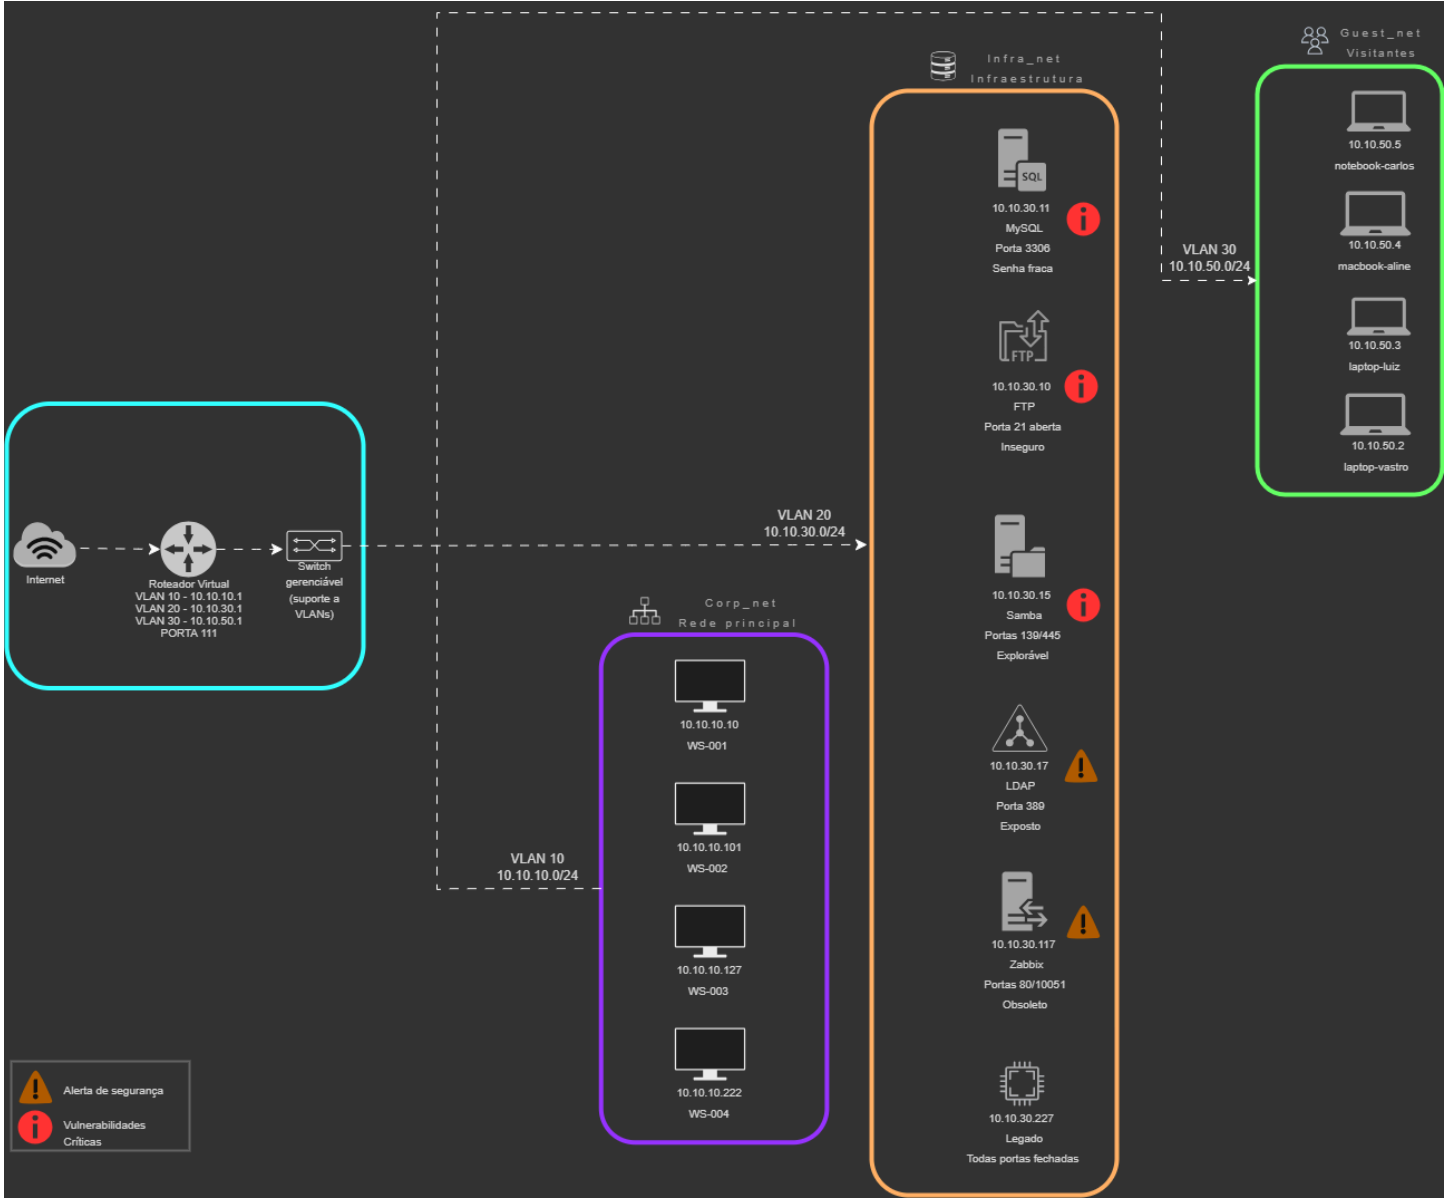 Internet
Roteador Virtual
VLAN 10 - 10.10.10.1
VLAN 20 - 10.10.30.1
VLAN 30 - 10.10.50.1
PORTA 111
Switch
gerenciável
(suporte a
VLANs)
VLAN 20
10.10.30.0/24
VLAN 10
10.10.10.0/24
VLAN 30
10.10.50.0/24
Corp_net
Rede principal
10.10.10.10
WS-001
10.10.10.101
WS-002
10.10.10.127
WS-003
10.10.10.222
WS-004
Infra_net
Infraestrutura
SQL
10.10.30.11
MySQL
Porta 3306
Senha fraca
FTP
10.10.30.10
FTP
Porta 21 aberta
Inseguro
10.10.30.15
Samba
Portas 139/445
Explorável
10.10.30.17
LDAP
Porta 389
Exposto
10.10.30.117
Zabbix
Portas 80/10051
Obsoleto
10.10.30.227
Legado
Todas portas fechadas
Guest_net
Visitantes
10.10.50.5
notebook-carlos
10.10.50.4
macbook-aline
10.10.50.3
laptop-luiz
10.10.50.2
laptop-vastro
Alerta de segurança
Vulnerabilidades
Críticas